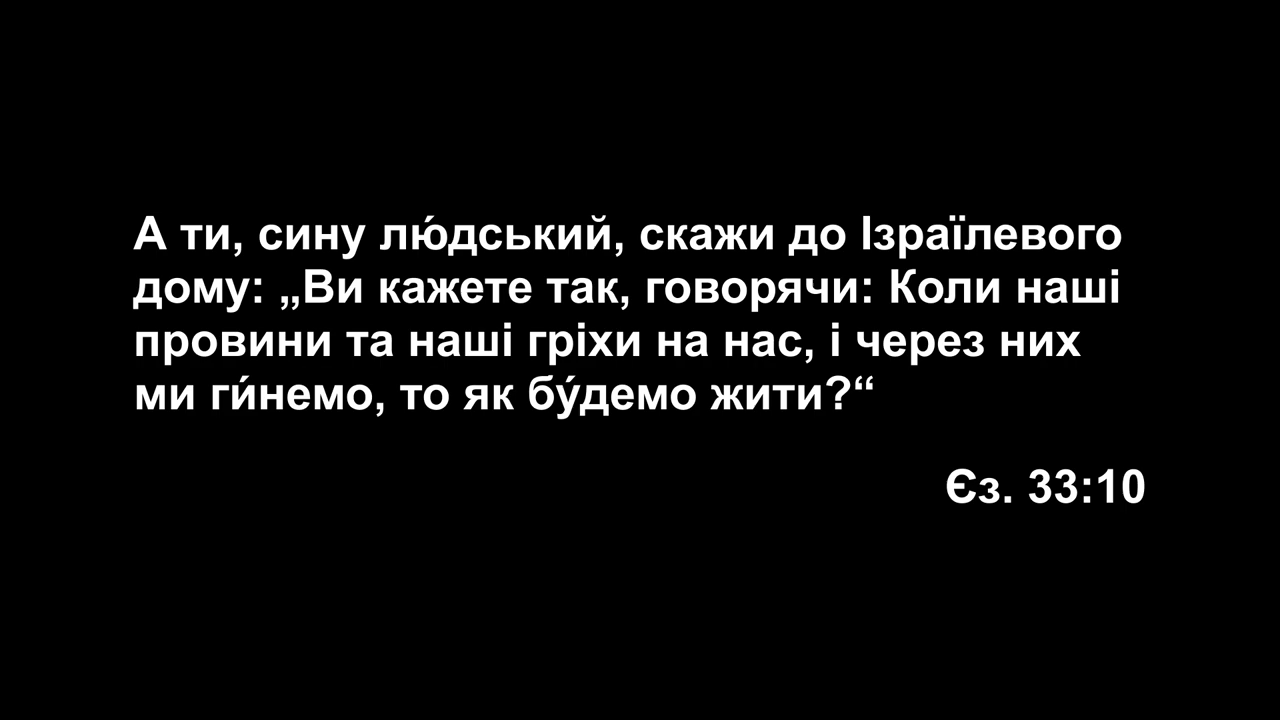 А ти, сину лю́дський, скажи до Ізраїлевого
дому: „Ви кажете так, говорячи: Коли наші
провини та наші гріхи на нас, і через них
ми ги́немо, то як бу́демо жити?“
Єз. 33:10